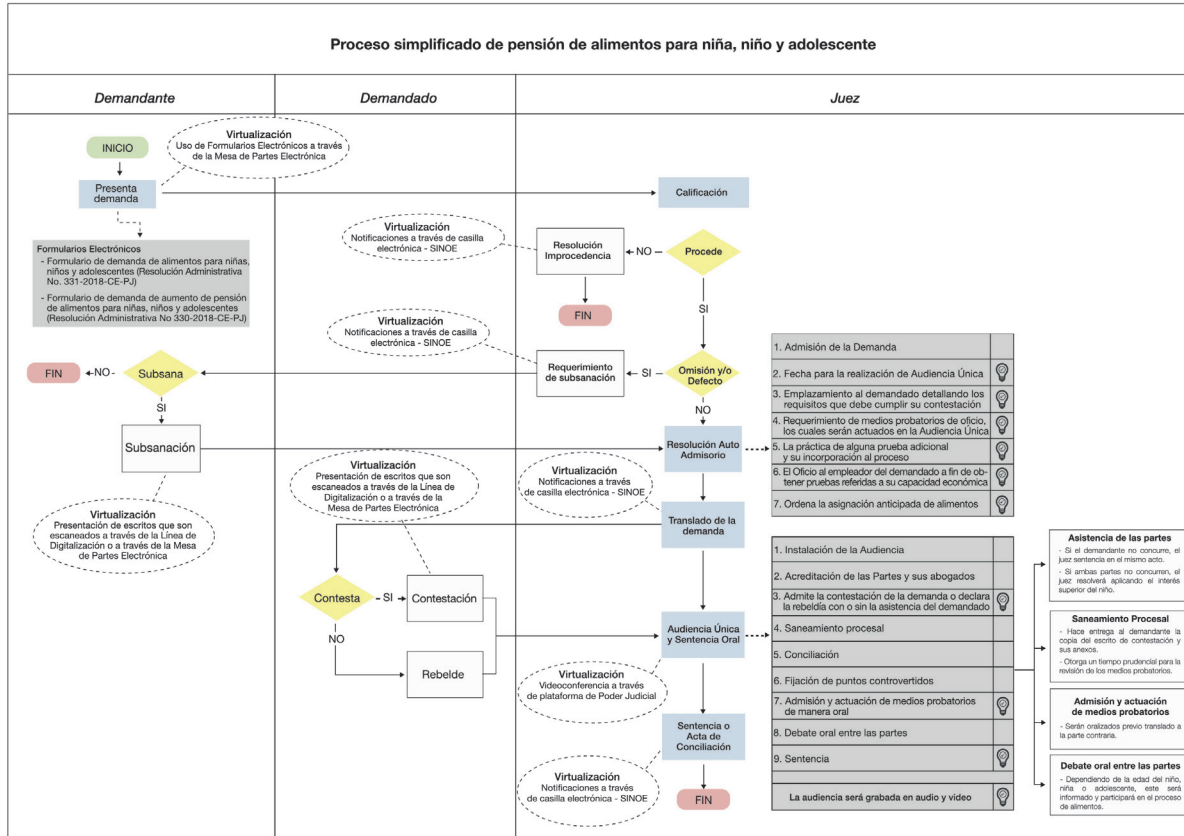 Proceso simplificado de pensión de alimentos para niña, niño y adolescente
Demandante
Demandado
Juez
INICIO
Virtualización
Uso de Formularios Electrónicos a través
de la Mesa de Partes Electrónica
Presenta
demanda
Calificación
Formularios Electrónicos
- Formulario de demanda de alimentos para niñas,
niños y adolescentes (Resolución Administrativa
No. 331-2018-CE-PJ)
- Formulario de demanda de aumento de pensión
de alimentos para niñas, niños y adolescentes
(Resolución Administrativa No 330-2018-CE-PJ)
Virtualización
Notificaciones a través de casilla
electrónica - SINOE
Resolución
Improcedencia
NO
Procede
FIN
SI
Virtualización
Notificaciones a través de casilla
electrónica - SINOE
FIN
NO
Subsana
Requerimiento
de subsanación
SI
Omisión y/o
Defecto
SI
NO
Subsanación
Resolución Auto
Admisorio
1. Admisión de la Demanda
2. Fecha para la realización de Audiencia Única
3. Emplazamiento al demandado detallando los
requisitos que debe cumplir su contestación
4. Requerimiento de medios probatorios de oficio,
los cuales serán actuados en la Audiencia Única
5. La práctica de alguna prueba adicional
y su incorporación al proceso
6. El Oficio al empleador del demandado a fin de ob-
tener pruebas referidas a su capacidad económica
7. Ordena la asignación anticipada de alimentos
Virtualización
Presentación de escritos que son
escaneados a través de la Línea de
Digitalización o a través de la Mesa
de Partes Electrónica
Virtualización
Presentación de escritos que son
escaneados a través de la Línea de
Digitalización o a través de la
Mesa de Partes Electrónica
Virtualización
Notificaciones a través
de casilla electrónica - SINOE
Translado de la
demanda
Contesta
SI
Contestación
NO
Rebelde
Audiencia Única
y Sentencia Oral
Virtualización
Videoconferencia a través
de plataforma de Poder Judicial
Sentencia o
Acta de
Conciliación
Virtualización
Notificaciones a través
de casilla electrónica - SINOE
FIN
1. Instalación de la Audiencia
2. Acreditación de las Partes y sus abogados
3. Admite la contestación de la demanda o declara
la rebeldía con o sin la asistencia del demandado
4. Saneamiento procesal
5. Conciliación
6. Fijación de puntos controvertidos
7. Admisión y actuación de medios probatorios
de manera oral
8. Debate oral entre las partes
9. Sentencia
La audiencia será grabada en audio y video
Asistencia de las partes
- Si el demandante no concurre, el
juez sentencia en el mismo acto.
- Si ambas partes no concurren, el
juez resolverá aplicando el interés
superior del niño.
Saneamiento Procesal
- Hace entrega al demandante la
copia del escrito de contestación y
sus anexos.
- Otorga un tiempo prudencial para la
revisión de los medios probatorios.
Admisión y actuación
de medios probatorios
- Serán oralizados previo translado a
la parte contraria.
Debate oral entre las partes
- Dependiendo de la edad del niño,
niña o adolescente, este será
informado y participará en el proceso
de alimentos.